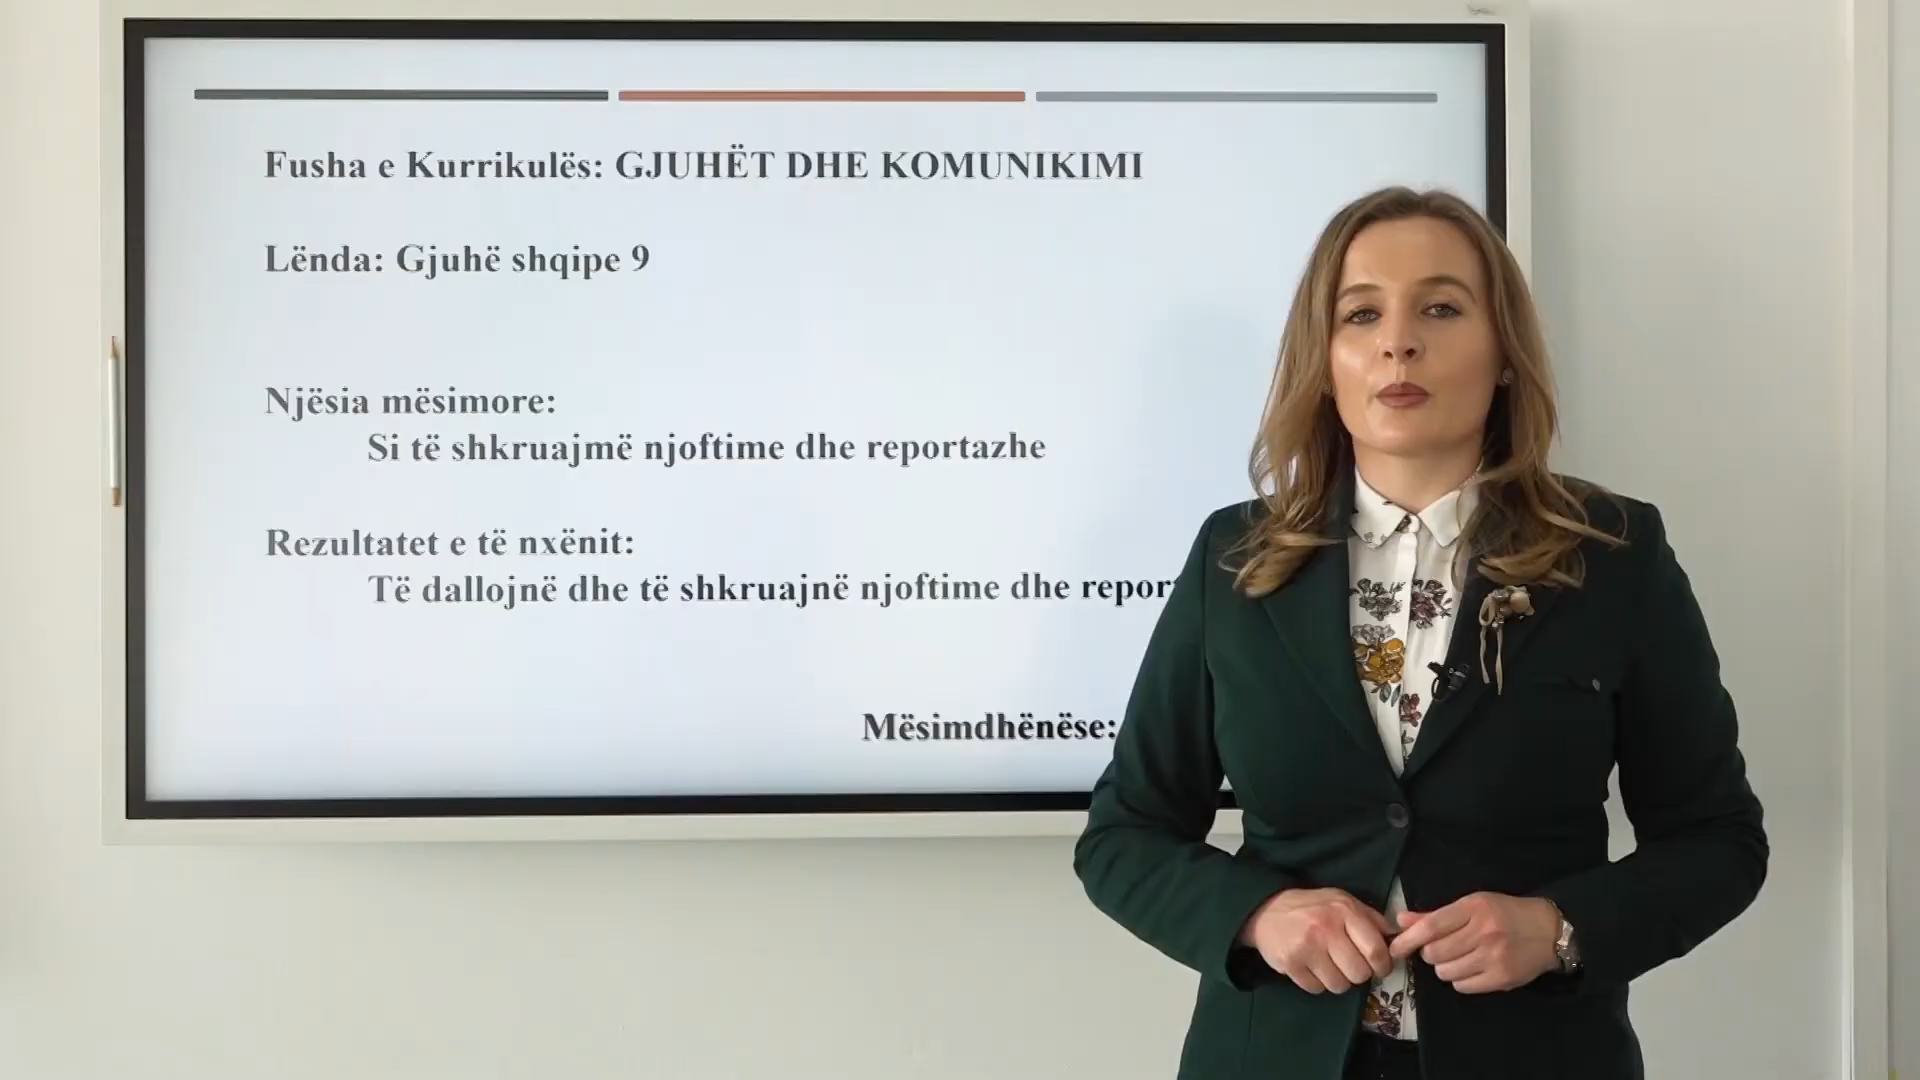 Fusha e Kurrikulës: GJUHËT DHE KOMUNIKIMI
Lënda: Gjuhë shqipe 9
Njësia mësimore:
Si të shkruajmë njoftime dhe reportazhe
Rezultatet e të nxënit:
Të dallojnë dhe të shkruajnë njoftime dhe
Mësimdhënëse: